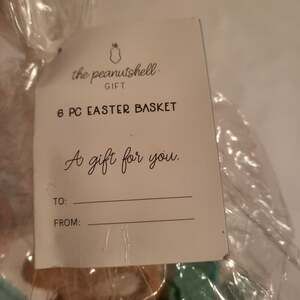 the peanutshell
GIFT
6 PC EASTER BASKET
A gift for you.
TO:
FROM: